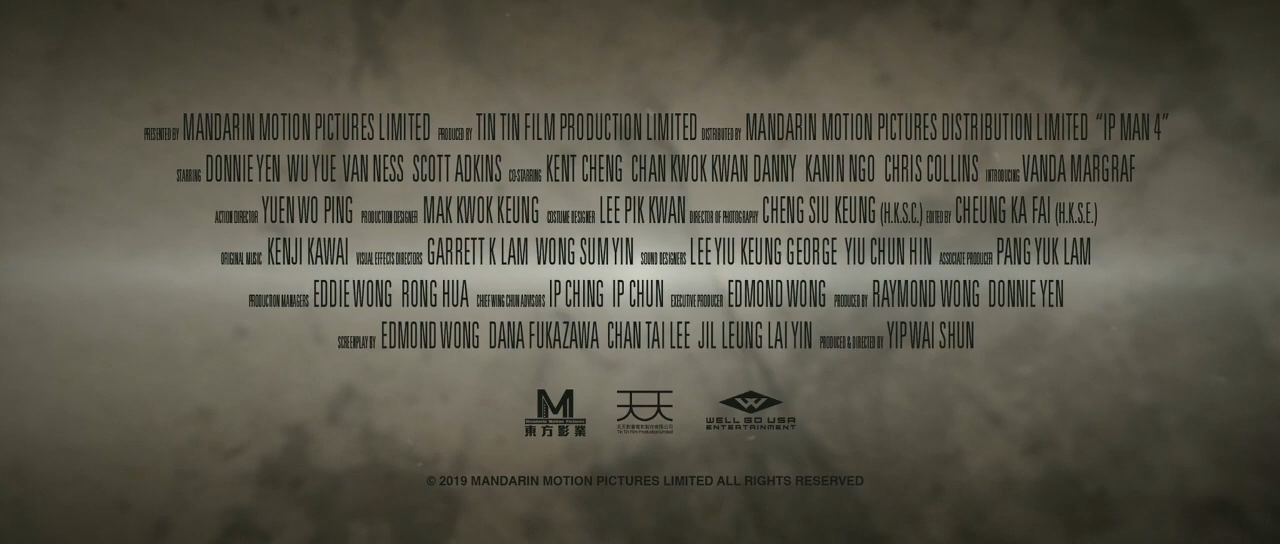 PRESENTED BY MANDARIN MOTION PICTURES LIMITED PRODUCED BY TIN TIN FILM PRODUCTION LIMITED DISTRIBUTED BY MANDARIN MOTION PICTURES DISTRIBUTION LIMITED “IP MAN 4”
STARRING DONNIE YEN WU YUE VAN NESS SCOTT ADKINS CO-STARRING KENT CHENG CHAN KWOK KWAN DANNY KANIN NGO CHRIS COLLINS INTRODUCING VANDA MARGRAF
ACTION DIRECTOR YUEN WO PING PRODUCTION DESIGNER MAK KWOK KEUNG COSTUME DESIGNER LEE PIK KWAN DIRECTOR OF PHOTOGRAPHY CHENG SIU KEUNG (H.K.S.C.) EDITED BY CHEUNG KA FAI (H.K.S.E.)
ORIGINAL MUSIC KENJI KAWAI VISUAL EFFECTS DIRECTORS GARRETT K LAM WONG SUM YIN SOUND DESIGNERS LEE YIU KEUNG GEORGE YIU CHUN HIN ASSOCIATE PRODUCER PANG YUK LAM
PRODUCTION MANAGERS EDDIE WONG RONG HUA CHIEF WING CHUN ADVISORS IP CHING IP CHUN EXECUTIVE PRODUCER EDMOND WONG PRODUCED BY RAYMOND WONG DONNIE YEN
SCREENPLAY BY EDMOND WONG DANA FUKAZAWA CHAN TAI LEE JIL LEUNG LAI YIN PRODUCED & DIRECTED BY YIP WAI SHUN
M
Mandarin Motion Pictures
東方影業
天天
Tin Tin Film Production Limited
WELL GO USA
ENTERTAINMENT
© 2019 MANDARIN MOTION PICTURES LIMITED ALL RIGHTS RESERVED